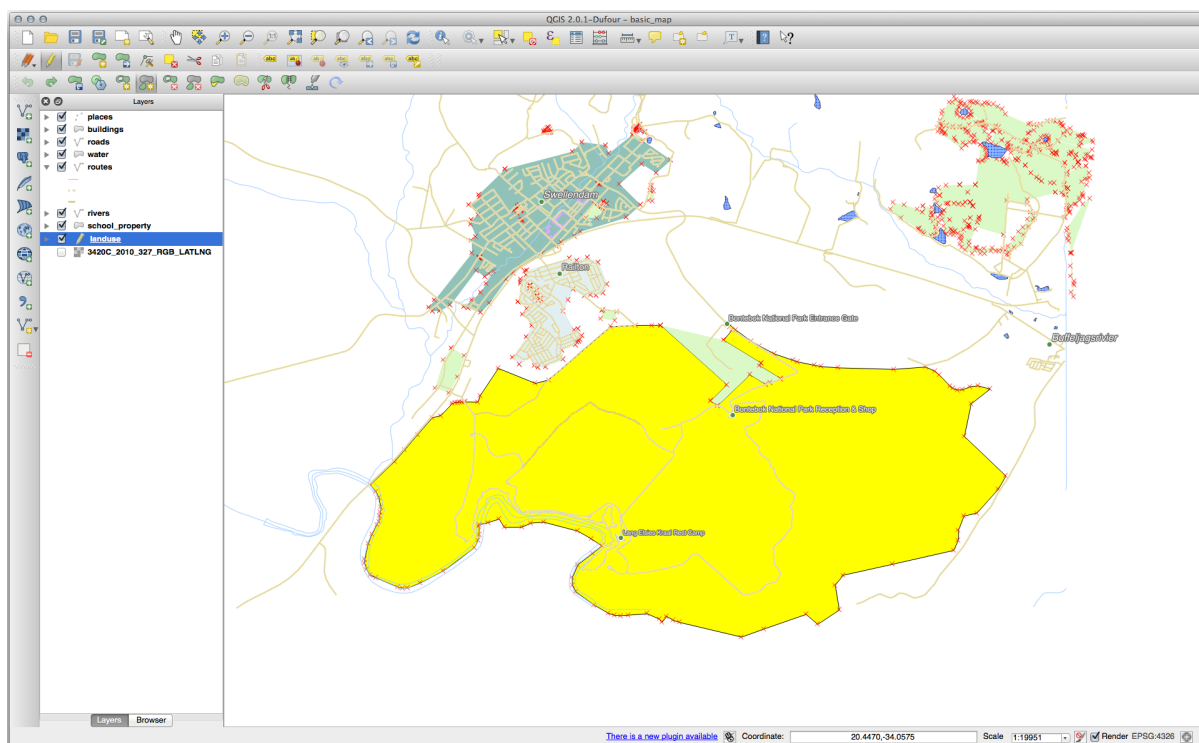 QGIS 2.0.1-Dufour - basic_map
Layers
places
buildings
roads
water
routes
rivers
school_property
landuse
3420C_2010_327_RGB_LATLNG
Swellendam
Railton
Bontebok National Park Entrance Gate
Buffeljagsrivier
Bontebok National Park Reception & Shop
Lang Elsies Kraal Rest Camp
Layers Browser
There is a new plugin available Coordinate: 20.4470,-34.0575 Scale 1:19951 Render EPSG:4326